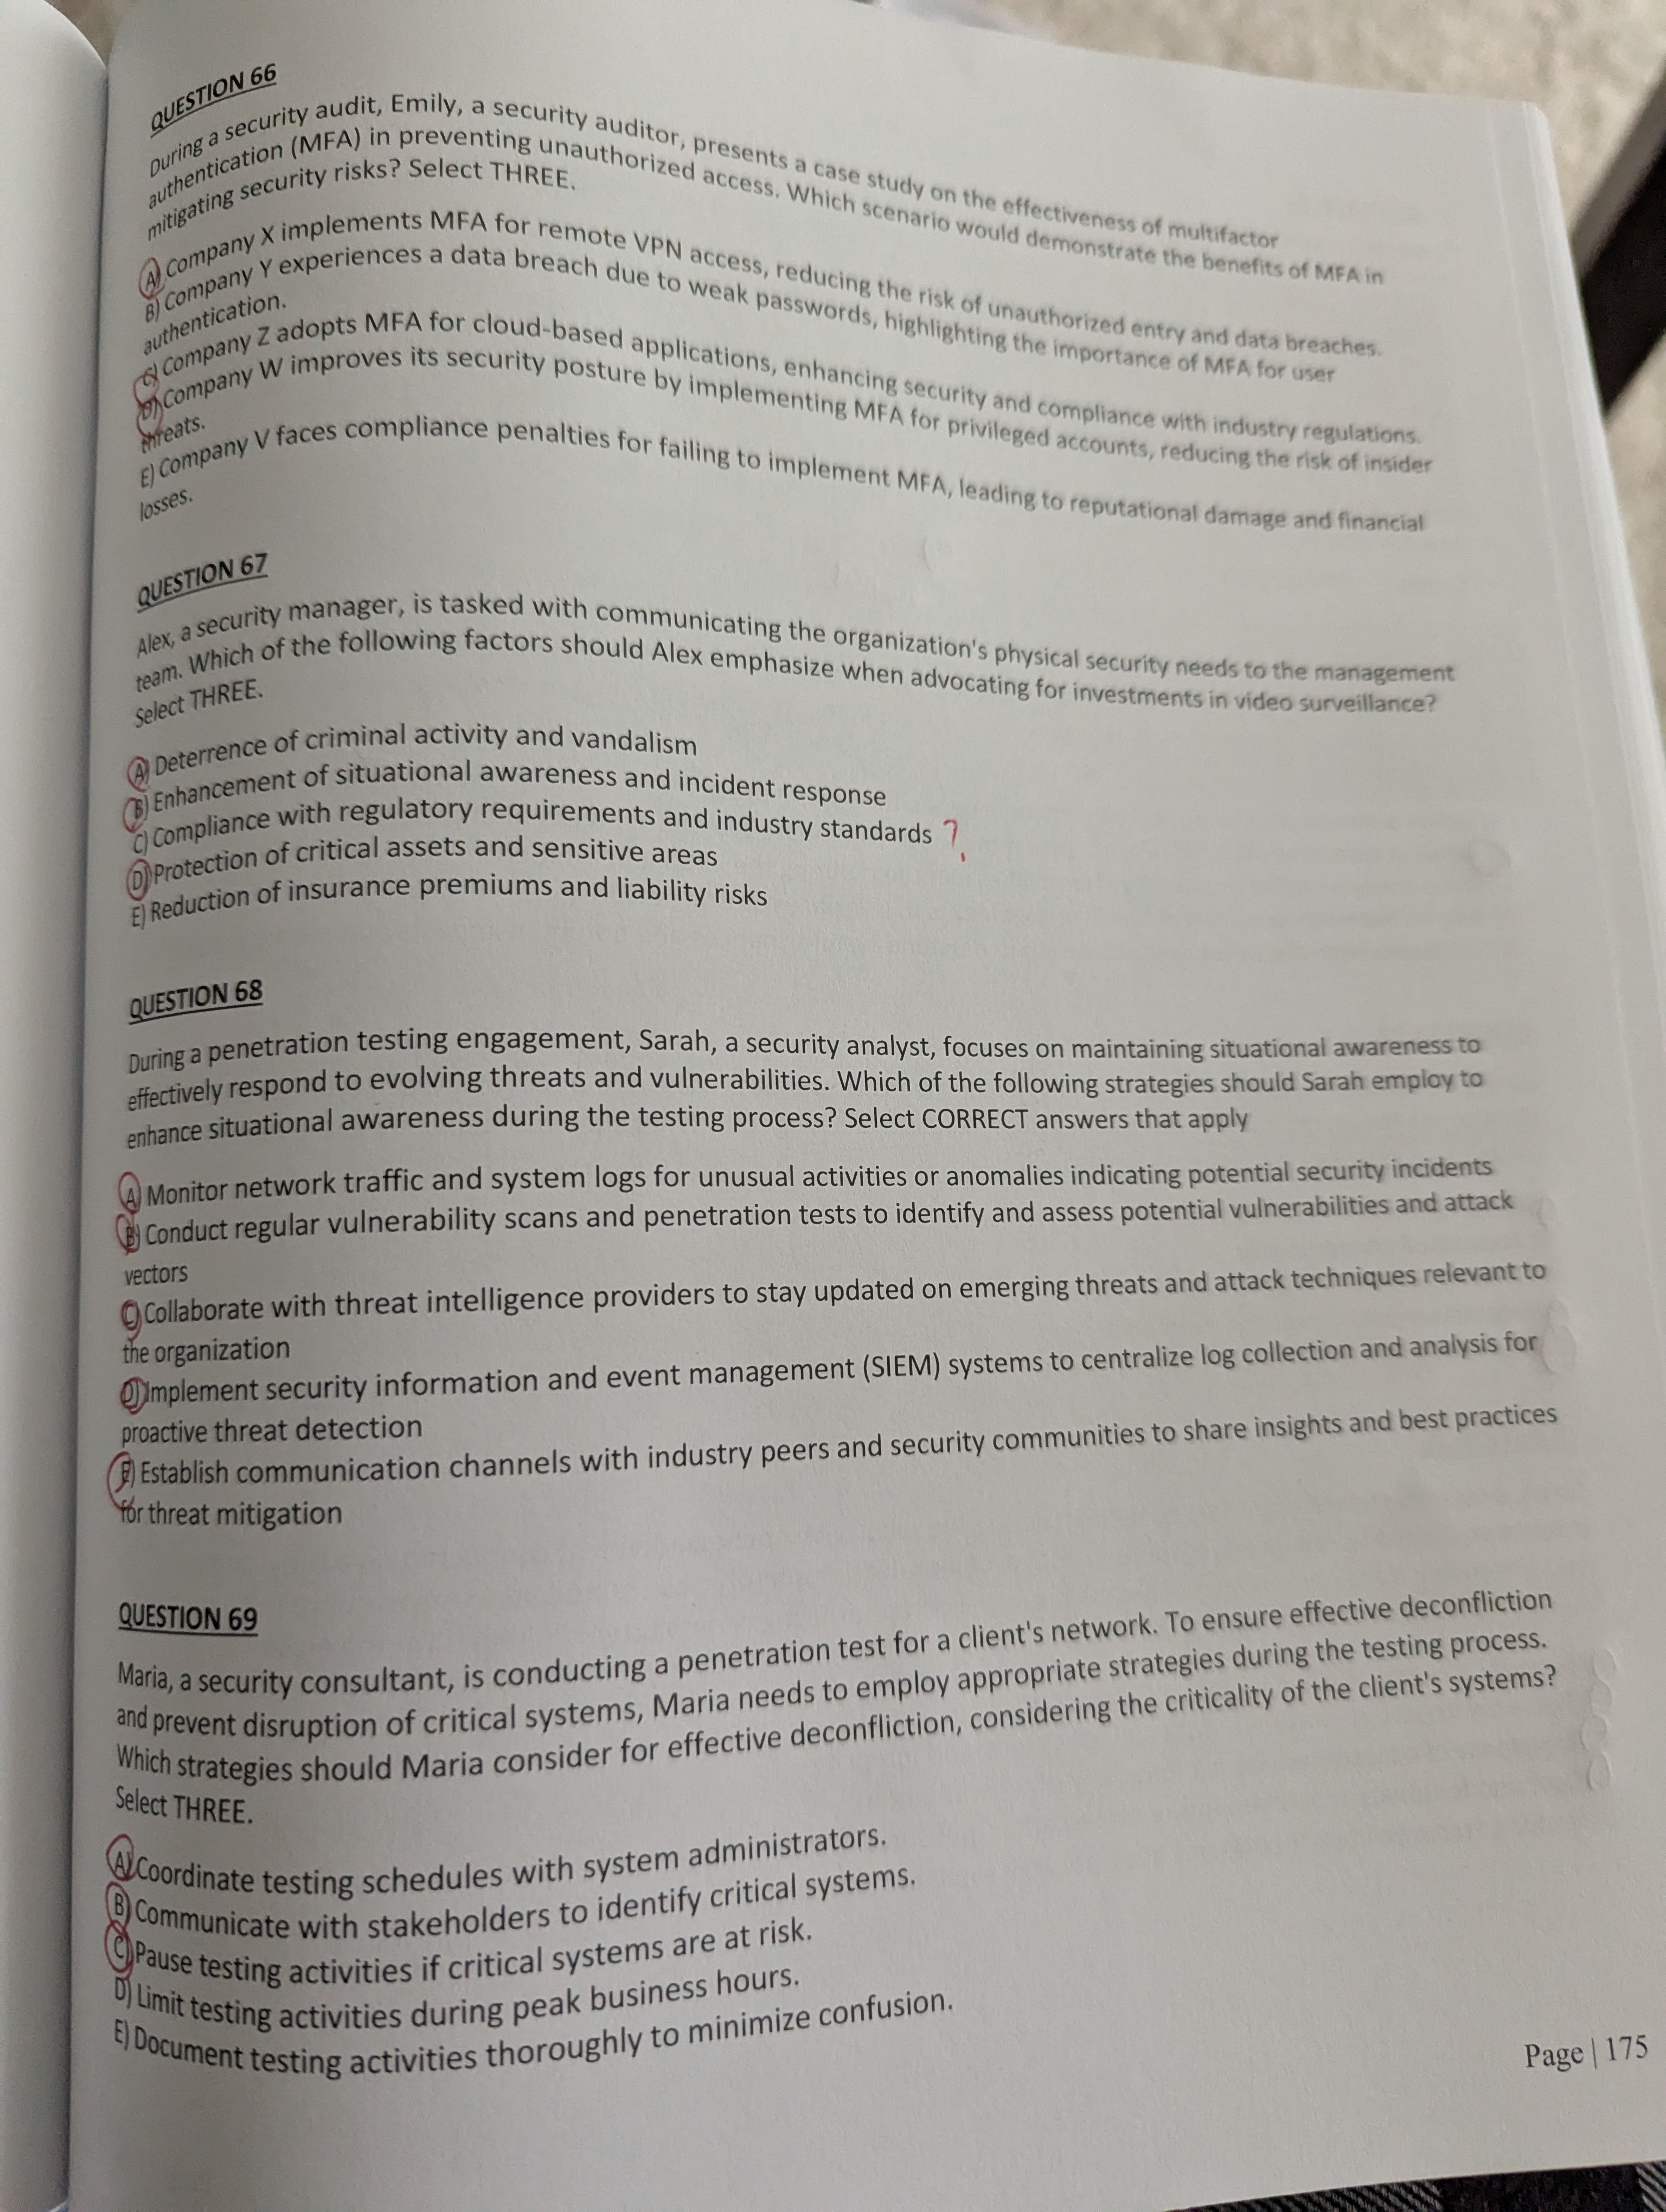 QUESTION 66
During a security audit, Emily, a security auditor, presents a case study on the effectiveness of multifactor
authentication (MFA) in preventing unauthorized access. Which scenario would demonstrate the benefits of MFA in
mitigating security risks? Select THREE.
A) Company X implements MFA for remote VPN access, reducing the risk of unauthorized entry and data breaches.
B) Company Y experiences a data breach due to weak passwords, highlighting the importance of MFA for user
authentication.
C) Company Z adopts MFA for cloud-based applications, enhancing security and compliance with industry regulations.
D) Company W improves its security posture by implementing MFA for privileged accounts, reducing the risk of insider
threats.
E) Company V faces compliance penalties for failing to implement MFA, leading to reputational damage and financial
losses.
QUESTION 67
Alex, a security manager, is tasked with communicating the organization's physical security needs to the management
team. Which of the following factors should Alex emphasize when advocating for investments in video surveillance?
Select THREE.
A) Deterrence of criminal activity and vandalism
B) Enhancement of situational awareness and incident response
C) Compliance with regulatory requirements and industry standards ?
D) Protection of critical assets and sensitive areas
E) Reduction of insurance premiums and liability risks
QUESTION 68
During a penetration testing engagement, Sarah, a security analyst, focuses on maintaining situational awareness to
effectively respond to evolving threats and vulnerabilities. Which of the following strategies should Sarah employ to
enhance situational awareness during the testing process? Select CORRECT answers that apply
A) Monitor network traffic and system logs for unusual activities or anomalies indicating potential security incidents
B) Conduct regular vulnerability scans and penetration tests to identify and assess potential vulnerabilities and attack
vectors
C) Collaborate with threat intelligence providers to stay updated on emerging threats and attack techniques relevant to
the organization
D) Implement security information and event management (SIEM) systems to centralize log collection and analysis for
proactive threat detection
E) Establish communication channels with industry peers and security communities to share insights and best practices
for threat mitigation
QUESTION 69
Maria, a security consultant, is conducting a penetration test for a client's network. To ensure effective deconfliction
and prevent disruption of critical systems, Maria needs to employ appropriate strategies during the testing process.
Which strategies should Maria consider for effective deconfliction, considering the criticality of the client's systems?
Select THREE.
A) Coordinate testing schedules with system administrators.
B) Communicate with stakeholders to identify critical systems.
C) Pause testing activities if critical systems are at risk.
D) Limit testing activities during peak business hours.
E) Document testing activities thoroughly to minimize confusion.
Page | 175